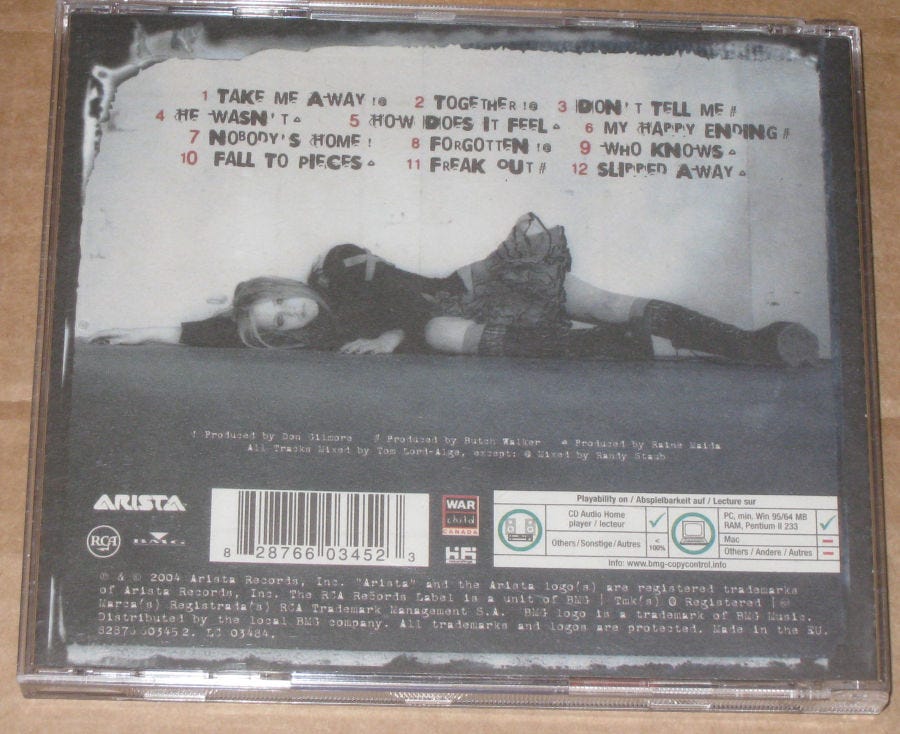 1 TAKE ME AWAY !@ 2 TOGETHER !@ 3 DON'T TELL ME #
4 HE WASN'T ^ 5 HOW DOES IT FEEL ^ 6 MY HAPPY ENDING #
7 NOBODY'S HOME ! 8 FORGOTTEN !@ 9 WHO KNOWS ^
10 FALL TO PIECES ^ 11 FREAK OUT # 12 SLIPPED AWAY ^
! Produced by Don Gilmore # Produced by Butch Walker ^ Produced by Raine Maida
All Tracks Mixed by Tom Lord-Alge, except: @ Mixed by Randy Staub
ARISTA
RCA BMG
8 28766 03452 3
WAR
child
CANADA
Playability on / Abspielbarkeit auf / Lecture sur
CD Audio Home
player / lecteur
Others/Sonstige/Autres < 100%
PC, min. Win 95/64 MB
RAM, Pentium II 233
Mac
Others / Andere / Autres
Info: www.bmg-copycontrol.info
℗ & © 2004 Arista Records, Inc. "Arista" and the Arista logo(s) are registered trademarks
of Arista Records, Inc. The RCA Records Label is a unit of BMG | Tmk(s) ® Registered | ®
Marca(s) Registrada(s) RCA Trademark Management S.A. BMG logo is a trademark of BMG Music.
Distributed by the local BMG company. All trademarks and logos are protected. Made in the EU.
82876 603452. LC 03484.